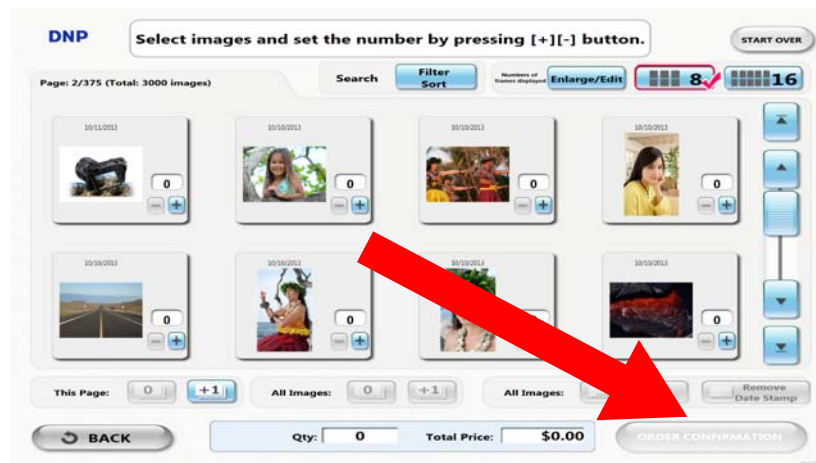 DNP
Select images and set the number by pressing [+][-] button.
START OVER
Page: 2/375 (Total: 3000 images)
Search
Filter
Sort
Numbers of
frames displayed
Enlarge/Edit
8
16
10/11/2013
10/10/2013
10/10/2013
10/10/2013
0
0
0
0
10/10/2013
10/10/2013
10/10/2013
10/10/2013
0
0
0
This Page:
0
+1
All Images:
0
+1
All Images:
Remove
Date Stamp
BACK
Qty:
0
Total Price:
$0.00
ORDER CONFIRMATION